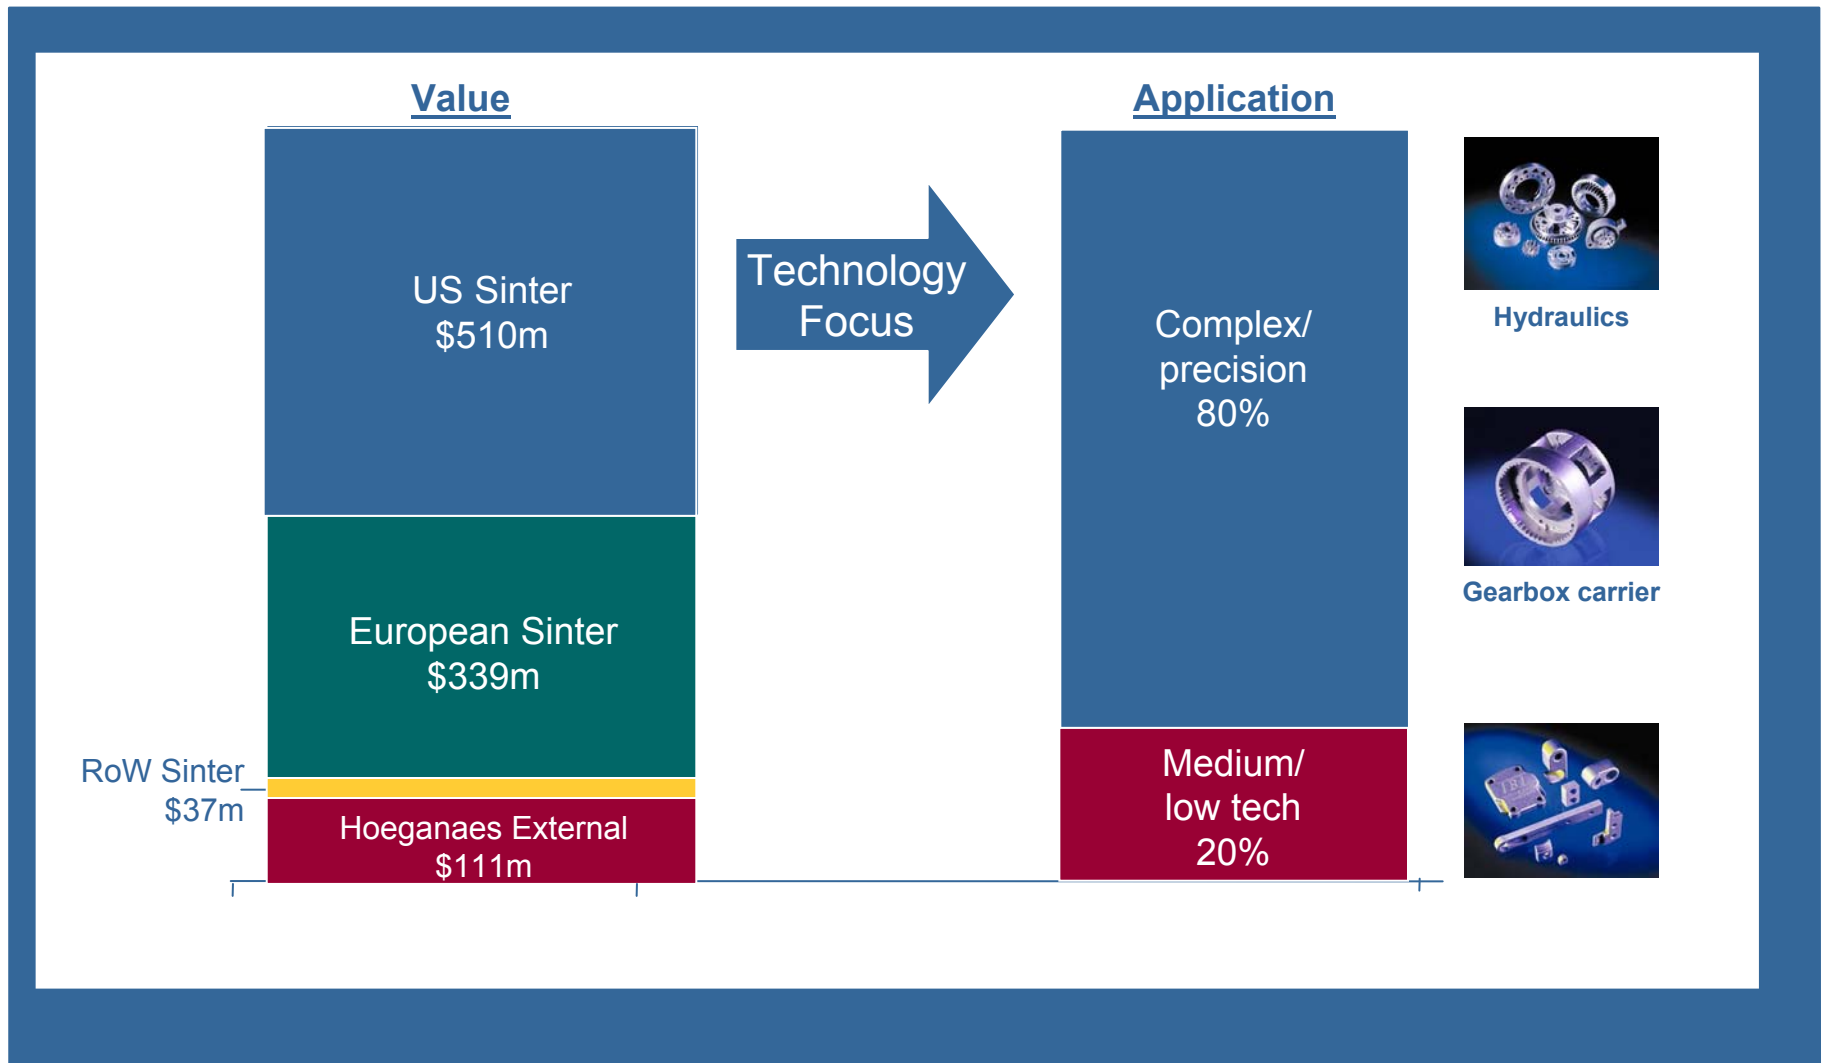 Value
Application
US Sinter
$510m
Technology
Focus
Complex/
precision
80%
Hydraulics
Gearbox carrier
European Sinter
$339m
RoW Sinter
$37m
Hoeganaes External
$111m
Medium/
low tech
20%